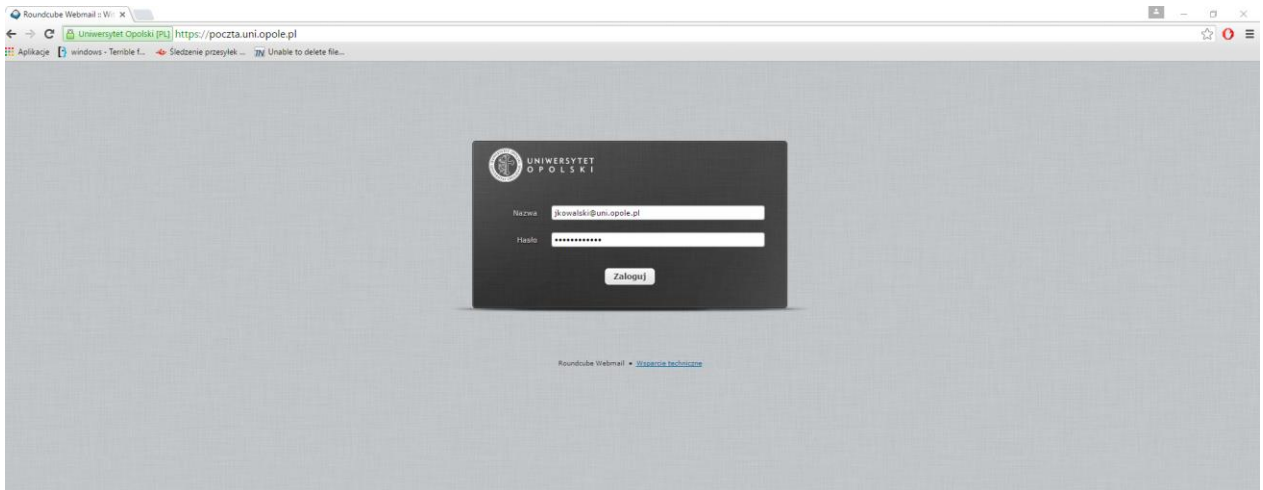 Roundcube Webmail :: Wi
Uniwersytet Opolski [PL] https://poczta.uni.opole.pl
Aplikacje windows - Terrible f... Śledzenie przesyłek ... Unable to delete file...
UNIWERSYTET
OPOLSKI
Nazwa jkowalski@uni.opole.pl
Hasło ••••••••••••
Zaloguj
Roundcube Webmail • Wsparcie techniczne